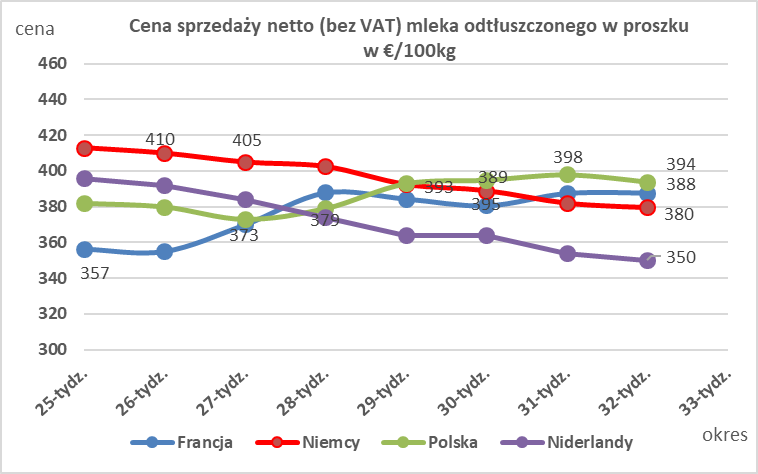 cena
Cena sprzedaży netto (bez VAT) mleka odtłuszczonego w proszku
w €/100kg
460
440
420
400
380
360
340
320
300
410
405
398
394
393
389
388
395
380
379
373
357
350
25-tydz.
26-tydz.
27-tydz.
28-tydz.
29-tydz.
30-tydz.
31-tydz.
32-tydz.
33-tydz.
okres
Francja Niemcy Polska Niderlandy